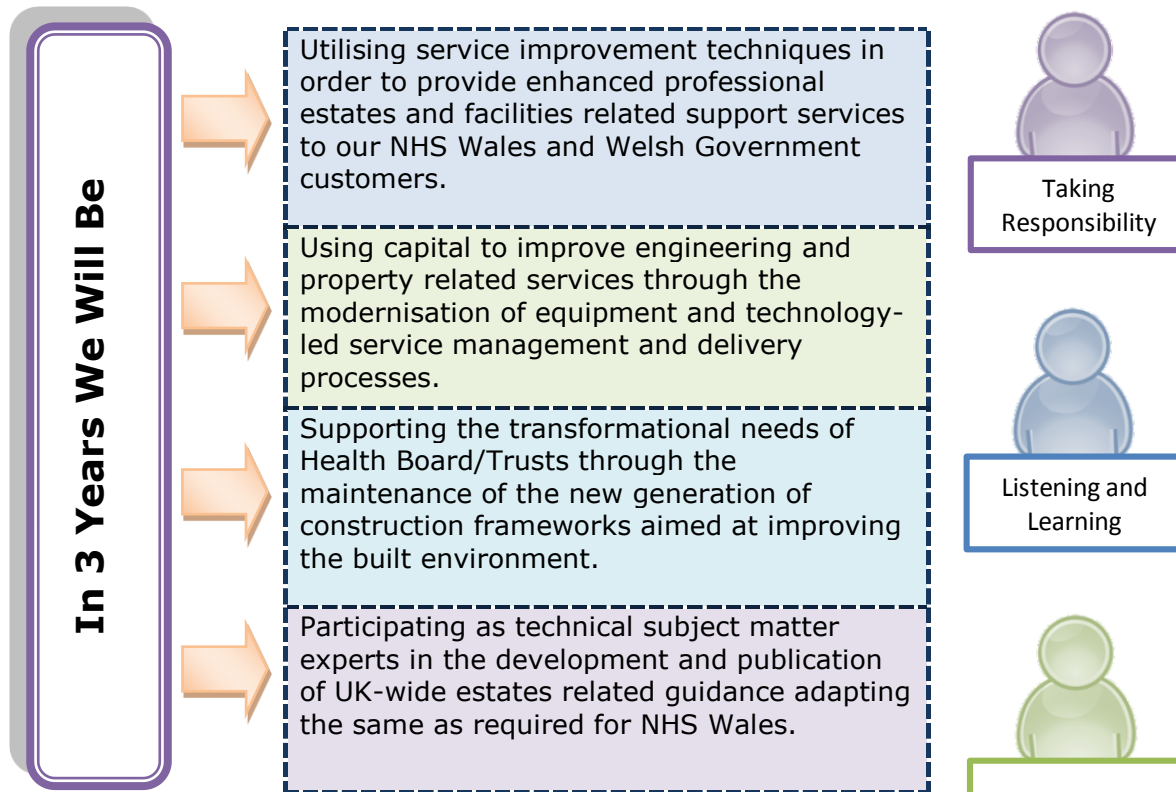 In 3 Years We Will Be
Utilising service improvement techniques in
order to provide enhanced professional
estates and facilities related support services
to our NHS Wales and Welsh Government
customers.
Using capital to improve engineering and
property related services through the
modernisation of equipment and technology-
led service management and delivery
processes.
Supporting the transformational needs of
Health Board/Trusts through the
maintenance of the new generation of
construction frameworks aimed at improving
the built environment.
Participating as technical subject matter
experts in the development and publication
of UK-wide estates related guidance adapting
the same as required for NHS Wales.
Taking
Responsibility
Listening and
Learning